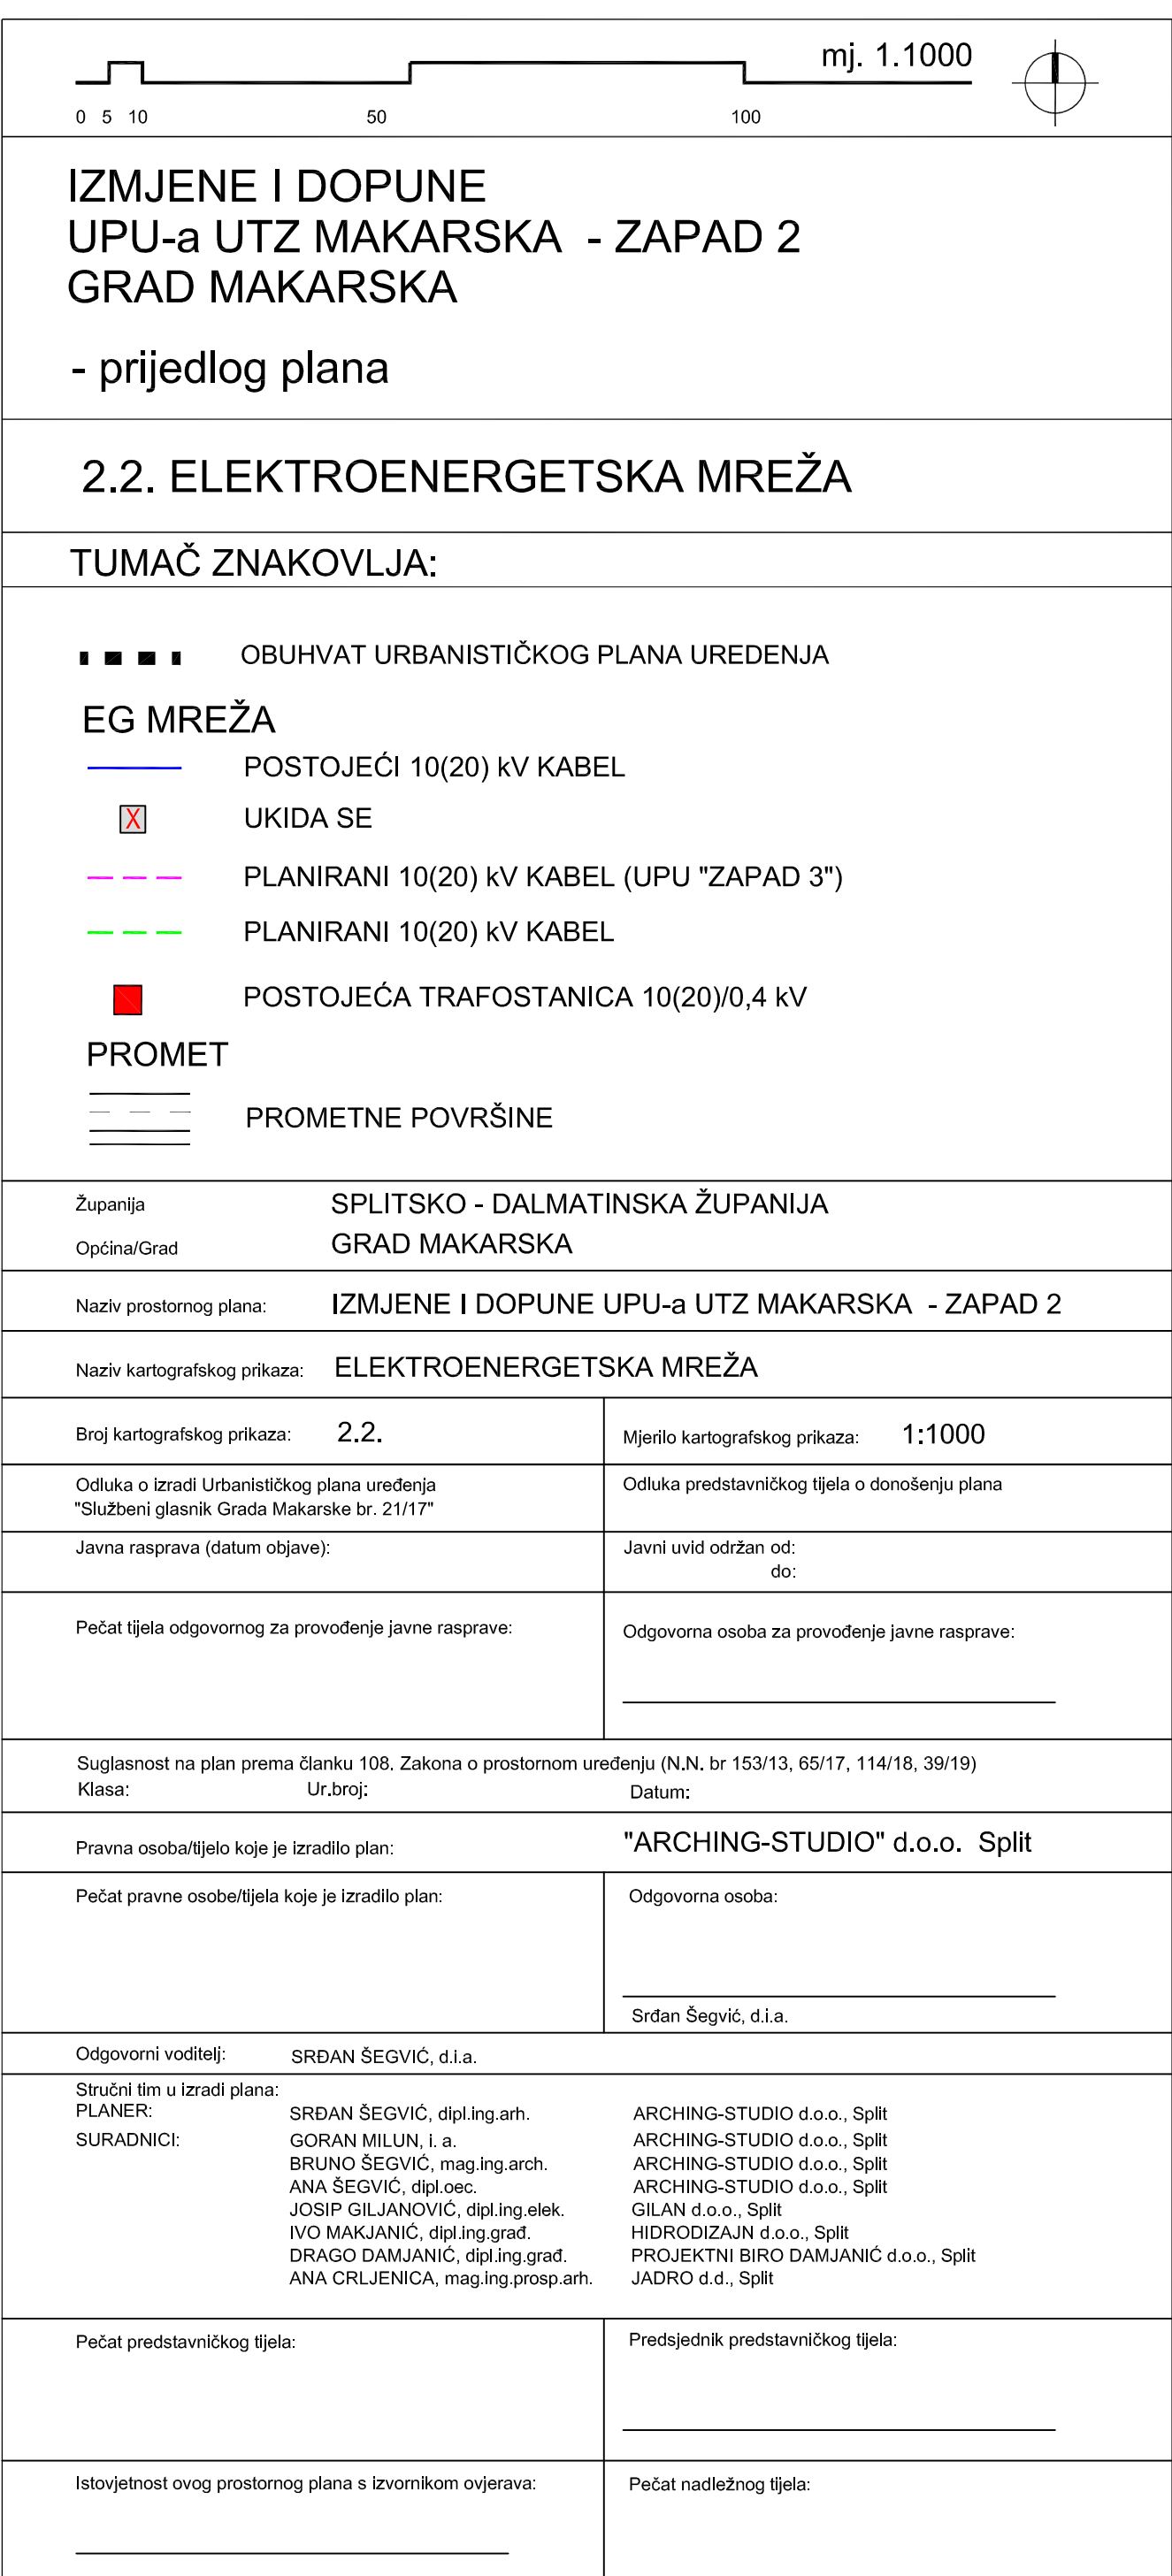 mj. 1.1000
0 5 10 50 100
IZMJENE I DOPUNE
UPU-a UTZ MAKARSKA - ZAPAD 2
GRAD MAKARSKA
- prijedlog plana
2.2. ELEKTROENERGETSKA MREŽA
TUMAČ ZNAKOVLJA:
OBUHVAT URBANISTIČKOG PLANA UREDENJA
EG MREŽA
POSTOJEĆI 10(20) kV KABEL
X UKIDA SE
PLANIRANI 10(20) kV KABEL (UPU "ZAPAD 3")
PLANIRANI 10(20) kV KABEL
POSTOJEĆA TRAFOSTANICA 10(20)/0,4 kV
PROMET
PROMETNE POVRŠINE
Županija SPLITSKO - DALMATINSKA ŽUPANIJA
Općina/Grad GRAD MAKARSKA
Naziv prostornog plana: IZMJENE I DOPUNE UPU-a UTZ MAKARSKA - ZAPAD 2
Naziv kartografskog prikaza: ELEKTROENERGETSKA MREŽA
Broj kartografskog prikaza: 2.2.
Mjerilo kartografskog prikaza: 1:1000
Odluka o izradi Urbanističkog plana uređenja
"Službeni glasnik Grada Makarske br. 21/17"
Odluka predstavničkog tijela o donošenju plana
Javna rasprava (datum objave):
Javni uvid održan od:
do:
Pečat tijela odgovornog za provođenje javne rasprave:
Odgovorna osoba za provođenje javne rasprave:
Suglasnost na plan prema članku 108. Zakona o prostornom uređenju (N.N. br 153/13, 65/17, 114/18, 39/19)
Klasa: Ur.broj: Datum:
Pravna osoba/tijelo koje je izradilo plan: "ARCHING-STUDIO" d.o.o. Split
Pečat pravne osobe/tijela koje je izradilo plan:
Odgovorna osoba:
Srđan Šegvić, d.i.a.
Odgovorni voditelj: SRĐAN ŠEGVIĆ, d.i.a.
Stručni tim u izradi plana:
PLANER: SRĐAN ŠEGVIĆ, dipl.ing.arh. ARCHING-STUDIO d.o.o., Split
SURADNICI: GORAN MILUN, i. a. ARCHING-STUDIO d.o.o., Split
BRUNO ŠEGVIĆ, mag.ing.arch. ARCHING-STUDIO d.o.o., Split
ANA ŠEGVIĆ, dipl.oec. ARCHING-STUDIO d.o.o., Split
JOSIP GILJANOVIĆ, dipl.ing.elek. GILAN d.o.o., Split
IVO MAKJANIĆ, dipl.ing.građ. HIDRODIZAJN d.o.o., Split
DRAGO DAMJANIĆ, dipl.ing.građ. PROJEKTNI BIRO DAMJANIĆ d.o.o., Split
ANA CRLJENICA, mag.ing.prosp.arh. JADRO d.d., Split
Pečat predstavničkog tijela:
Predsjednik predstavničkog tijela:
Istovjetnost ovog prostornog plana s izvornikom ovjerava:
Pečat nadležnog tijela: